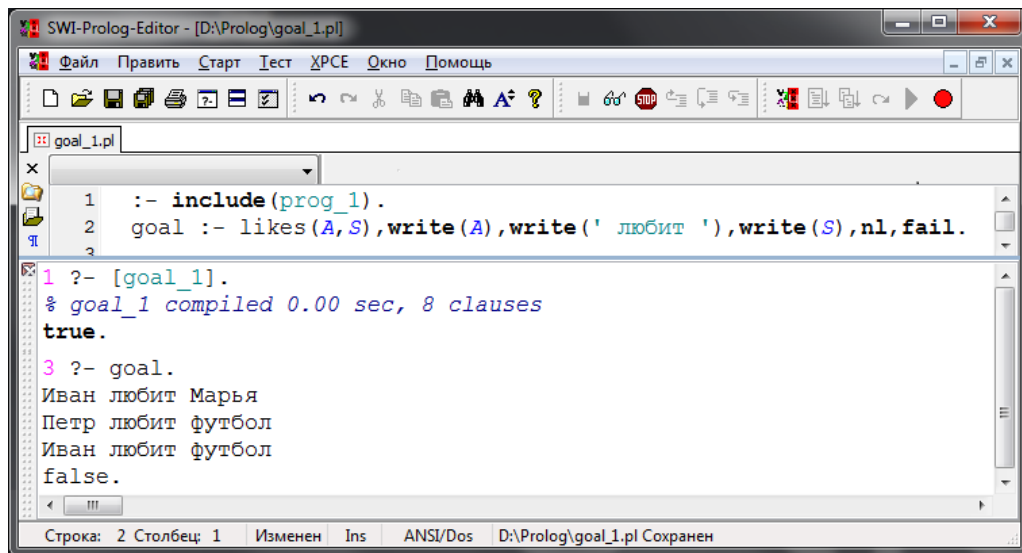 SWI-Prolog-Editor - [D:\Prolog\goal_1.pl]
Файл Править Старт Тест XPCE Окно Помощь
goal_1.pl
1 :- include(prog_1).
2 goal :- likes(A,S),write(A),write(' любит '),write(S),nl,fail.
3
1 ?- [goal_1].
% goal_1 compiled 0.00 sec, 8 clauses
true.
3 ?- goal.
Иван любит Марья
Петр любит футбол
Иван любит футбол
false.
Строка: 2 Столбец: 1 Изменен Ins ANSI/Dos D:\Prolog\goal_1.pl Сохранен